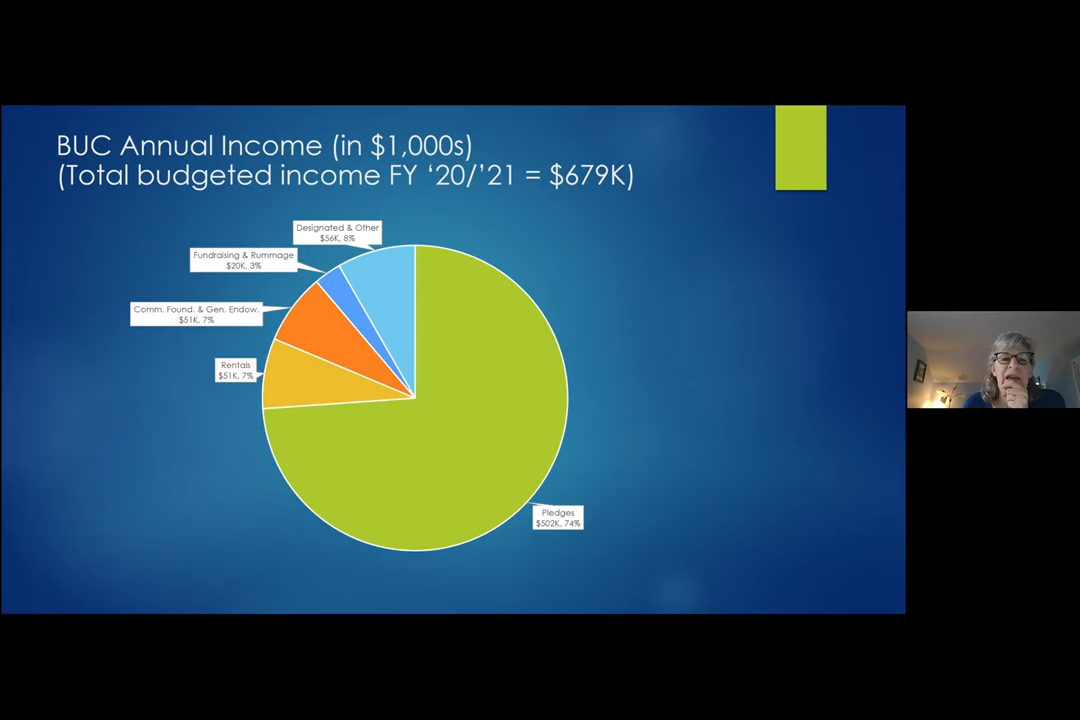 BUC Annual Income (in $1,000s)
(Total budgeted income FY ‘20/’21 = $679K)
Designated & Other
$56K, 8%
Fundraising & Rummage
$20K, 3%
Comm. Found. & Gen. Endow.
$51K, 7%
Rentals
$51K, 7%
Pledges
$502K, 74%